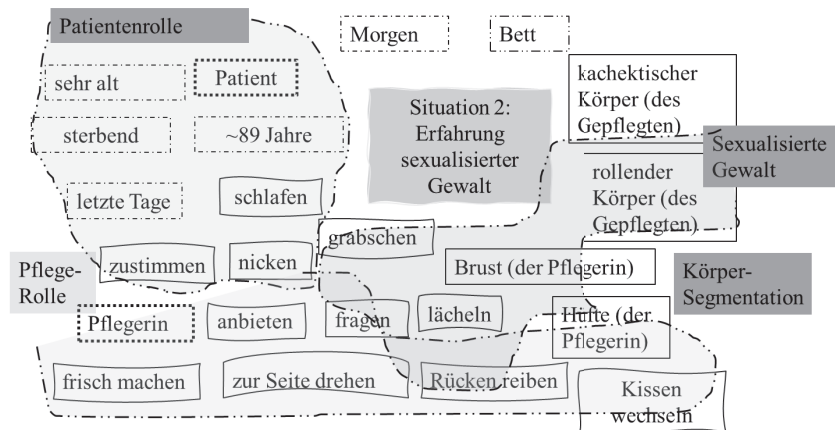 Patientenrolle
Morgen
Bett
sehr alt
Patient
kachektischer
Körper (des
Gepflegten)
Situation 2:
Erfahrung
sexualisierter
Gewalt
sterbend
~89 Jahre
Sexualisierte
Gewalt
rollender
Körper (des
Gepflegten)
letzte Tage
schlafen
grabschen
Pflege-
Rolle
zustimmen
nicken
Brust (der Pflegerin)
Körper-
Segmentation
Pflegerin
anbieten
fragen
lächeln
Hüfte (der
Pflegerin)
frisch machen
zur Seite drehen
Rücken reiben
Kissen
wechseln